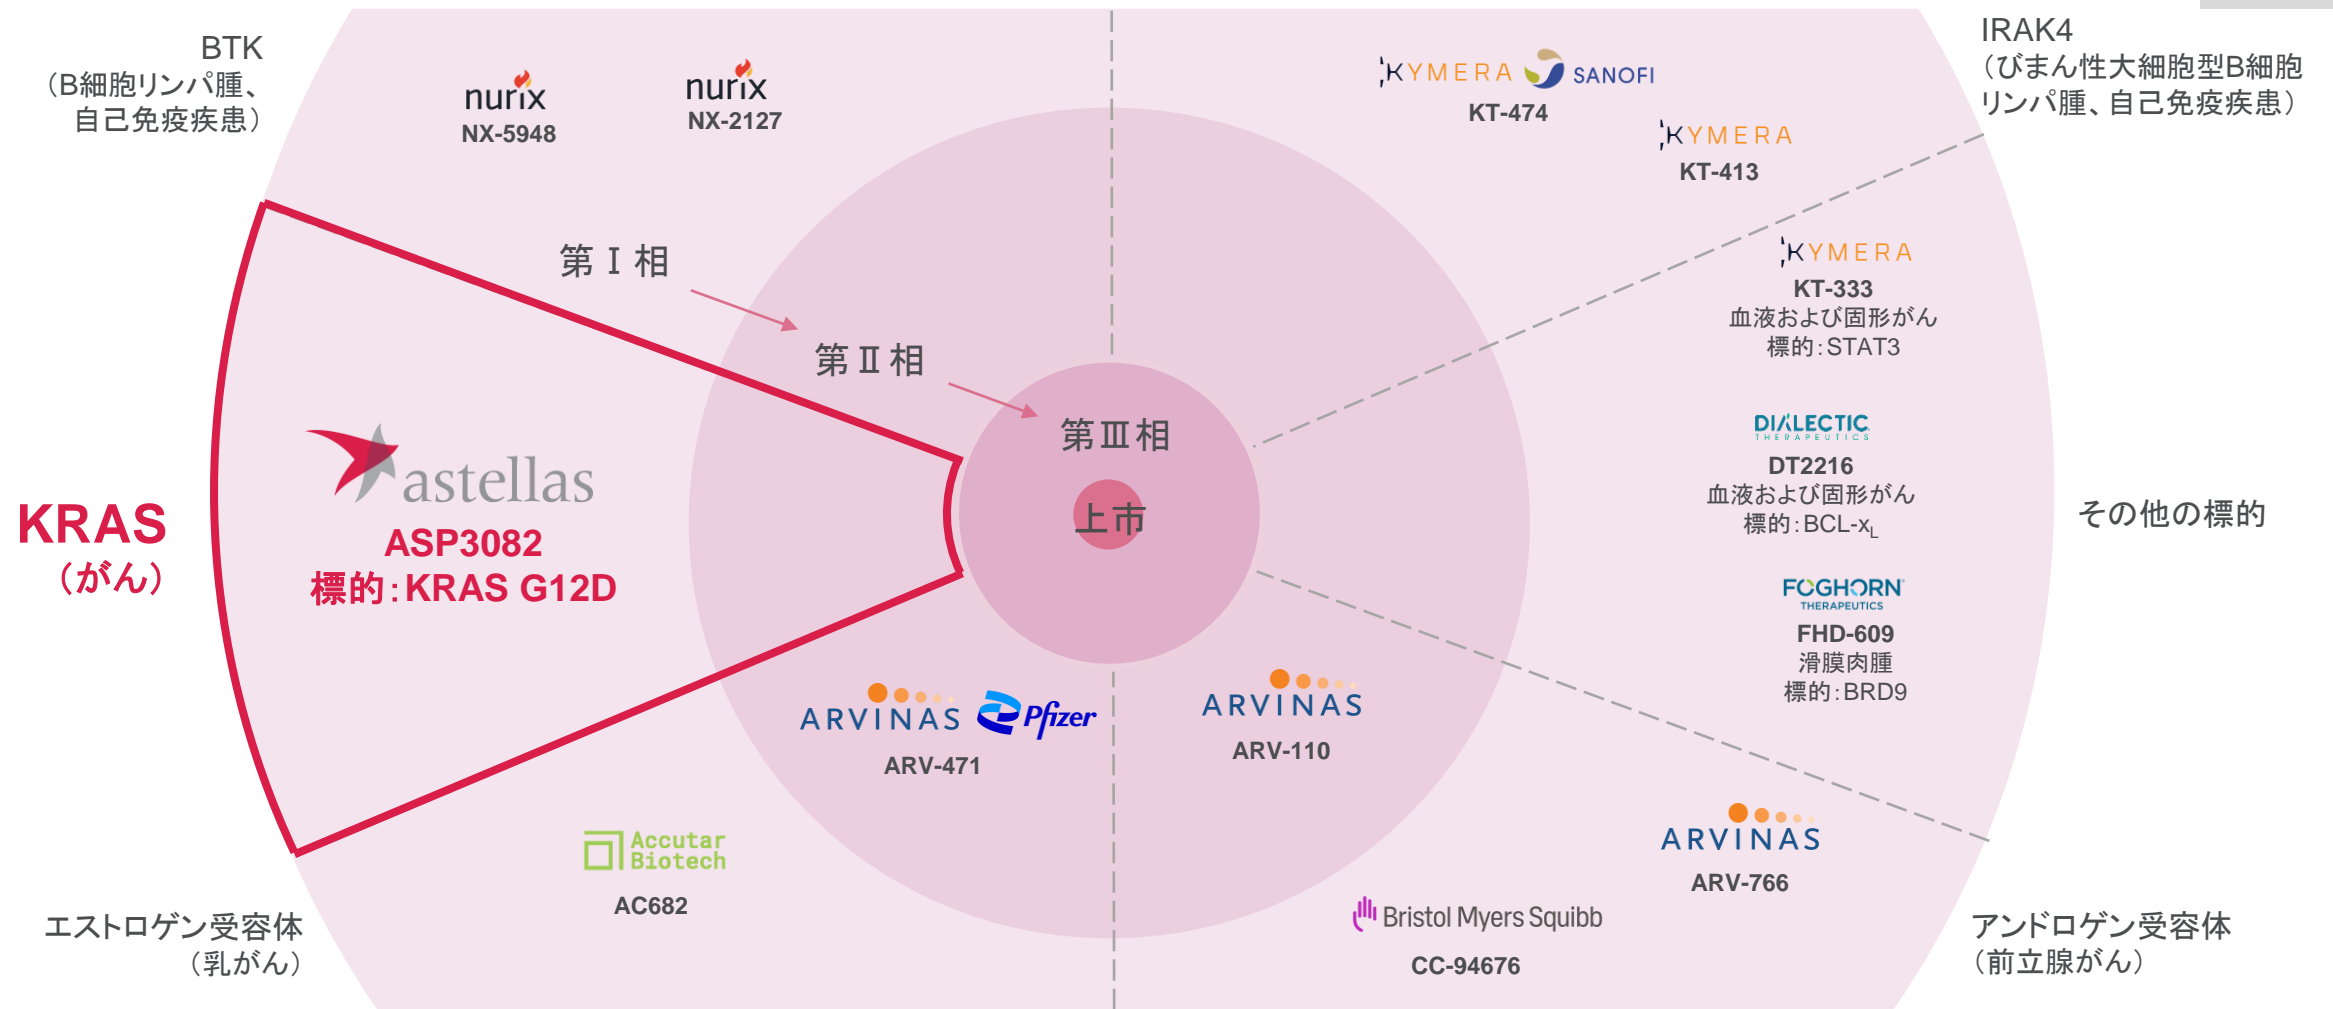 BTK
（B細胞リンパ腫、
自己免疫疾患）
nurix
NX-5948
nurix
NX-2127
KYMERA SANOFI
KT-474
KYMERA
KT-413
IRAK4
（びまん性大細胞型B細胞
リンパ腫、自己免疫疾患）
第Ⅰ相
第Ⅱ相
第Ⅲ相
上市
KYMERA
KT-333
血液および固形がん
標的：STAT3
DIALECTIC
THERAPEUTICS
DT2216
血液および固形がん
標的：BCL-xL
FOGHORN
THERAPEUTICS
FHD-609
滑膜肉腫
標的：BRD9
その他の標的
KRAS
（がん）
astellas
ASP3082
標的：KRAS G12D
ARVINAS Pfizer
ARV-471
ARVINAS
ARV-110
Accutar
Biotech
AC682
ARVINAS
ARV-766
Bristol Myers Squibb
CC-94676
エストロゲン受容体
（乳がん）
アンドロゲン受容体
（前立腺がん）